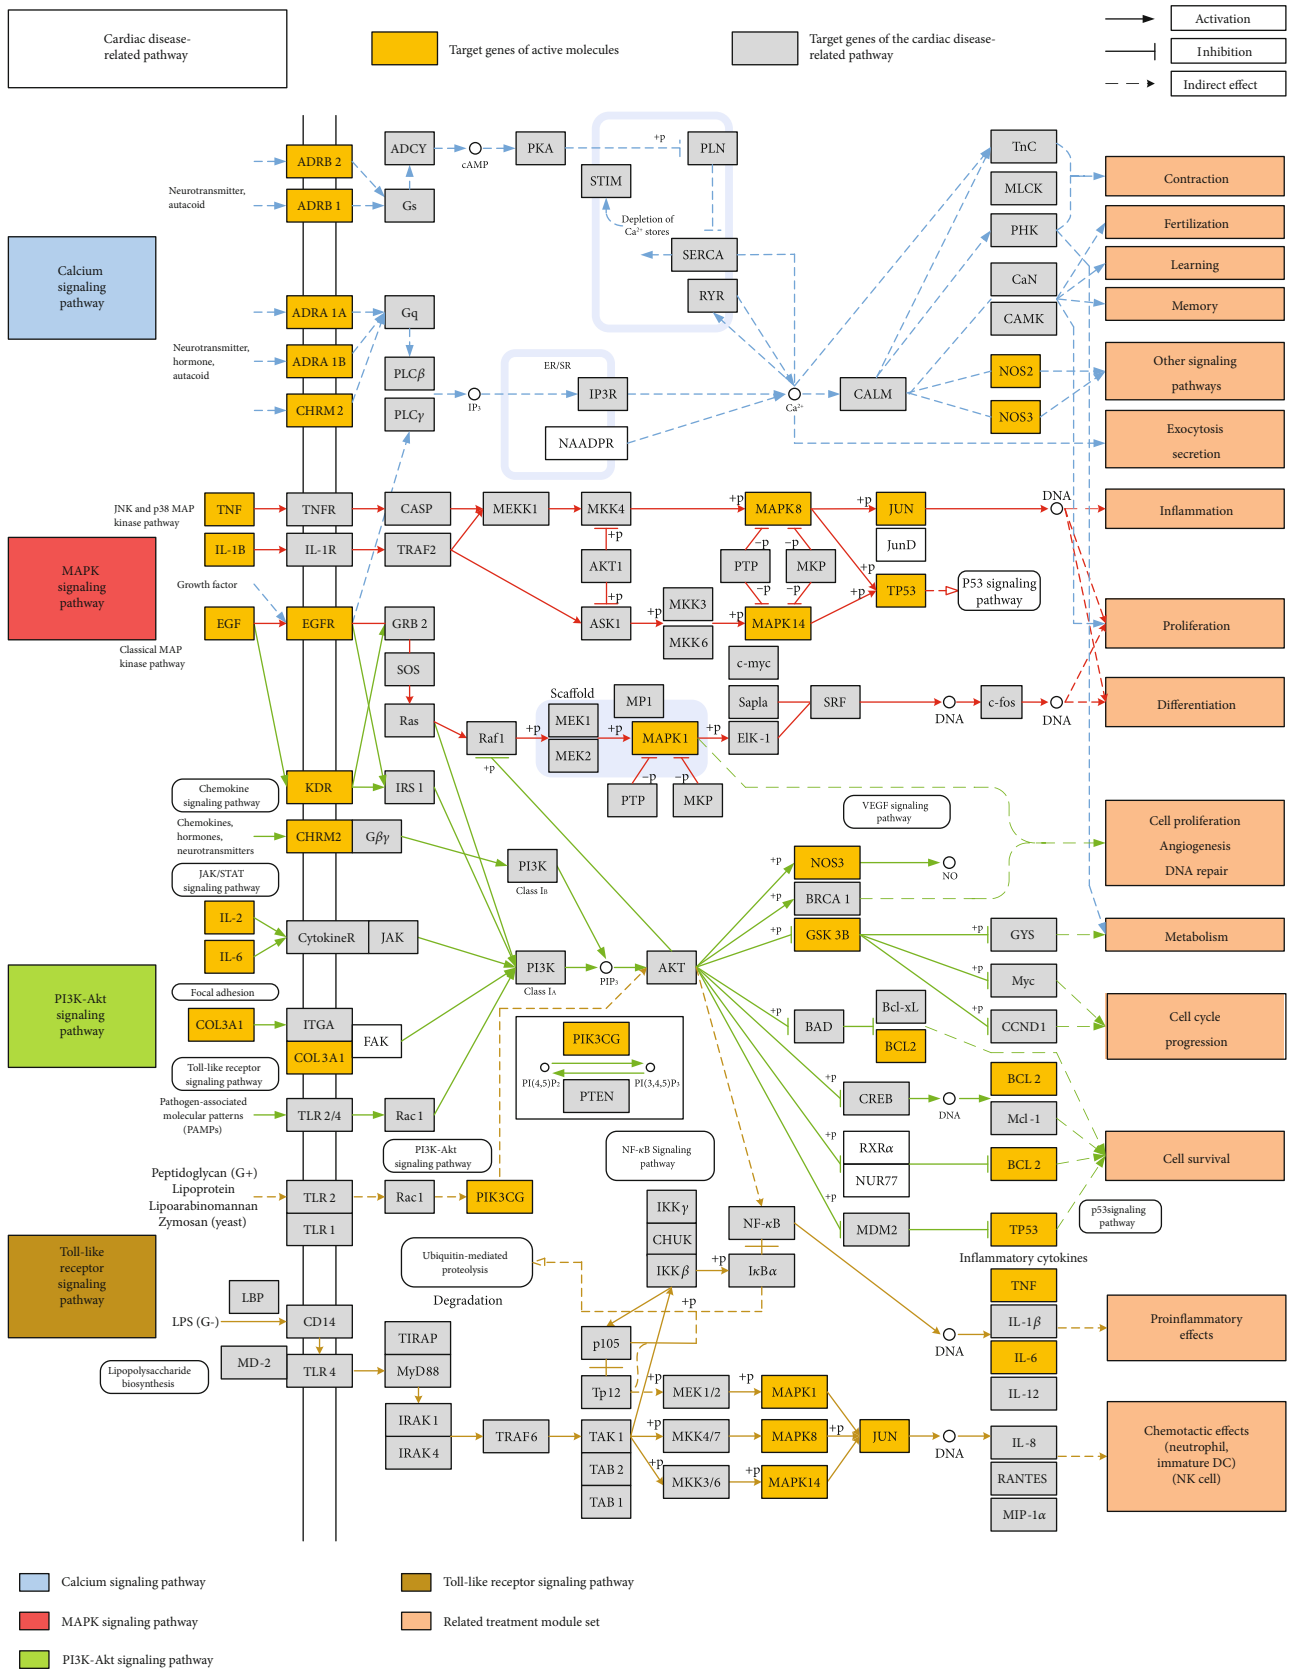 Cardiac disease-
related pathway
Target genes of active molecules
Target genes of the cardiac disease-
related pathway
Activation
Inhibition
Indirect effect
Calcium
signaling
pathway
Neurotransmitter,
autacoid
ADRB 2
ADRB 1
ADCY
Gs
cAMP
PKA
+p
PLN
STIM
Depletion of
Ca²⁺ stores
SERCA
RYR
TnC
MLCK
PHK
CaN
CAMK
NOS2
NOS3
Contraction
Fertilization
Learning
Memory
Other signaling
pathways
Exocytosis
secretion
Neurotransmitter,
hormone,
autacoid
ADRA 1A
ADRA 1B
CHRM 2
Gq
PLCβ
PLCγ
IP₃
ER/SR
IP3R
NAADPR
Ca²⁺
CALM
MAPK
signaling
pathway
JNK and p38 MAP
kinase pathway
TNF
TNFR
CASP
MEKK1
MKK4
+p
MAPK8
+p
JUN
DNA
Inflammation
IL-1B
IL-1R
TRAF2
+p
AKT1
+p
PTP
−p
−p
MKP
−p
−p
JunD
+p
TP53
+p
P53 signaling
pathway
Growth factor
EGF
EGFR
GRB 2
ASK1
+p
MKK3
MKK6
+p
MAPK14
Proliferation
Classical MAP
kinase pathway
SOS
Ras
Raf1
+p
+p
Scaffold
MEK1
MEK2
+p
MP1
MAPK1
+p
c-myc
Sapla
ElK-1
SRF
DNA
c-fos
DNA
Differentiation
−p
−p
PTP
MKP
PI3K-Akt
signaling
pathway
Chemokine
signaling pathway
KDR
IRS 1
Chemokines,
hormones,
neurotransmitters
CHRM2
Gβγ
PI3K
Class IB
VEGF signaling
pathway
Cell proliferation
Angiogenesis
DNA repair
JAK/STAT
signaling pathway
IL-2
IL-6
CytokineR
JAK
PI3K
Class IA
PIP₃
AKT
+p
NOS3
NO
+p
BRCA 1
+p
GSK 3B
+p
GYS
Metabolism
+p
Myc
+p
CCND1
Cell cycle
progression
Focal adhesion
COL3A1
ITGA
COL3A1
FAK
Toll-like receptor
signaling pathway
Pathogen-associated
molecular patterns
(PAMPs)
TLR 2/4
Rac1
PIK3CG
PI(4,5)P₂
PI(3,4,5)P₃
PTEN
+p
BAD
Bcl-xL
BCL2
+p
CREB
DNA
BCL 2
Mcl-1
+p
RXRα
NUR77
BCL 2
Cell survival
+p
MDM2
TP53
p53signaling
pathway
Toll-like
receptor
signaling
pathway
Peptidoglycan (G+)
Lipoprotein
Lipoarabinomannan
Zymosan (yeast)
TLR 2
TLR 1
Rac1
PI3K-Akt
signaling pathway
PIK3CG
NF-κB Signaling
pathway
IKKγ
CHUK
IKKβ
+p
NF-κB
IκBα
Ubiquitin-mediated
proteolysis
Degradation
+p
LPS (G-)
LBP
CD14
MD-2
TLR 4
Lipopolysaccharide
biosynthesis
TIRAP
MyD88
IRAK1
IRAK4
TRAF6
p105
Tp12
TAK1
TAB 2
TAB 1
+p
MEK1/2
+p
MAPK1
+p
MKK4/7
MAPK8
+p
+p
MKK3/6
+p
MAPK14
JUN
DNA
DNA
Inflammatory cytokines
TNF
IL-1β
IL-6
IL-12
Proinflammatory
effects
IL-8
RANTES
MIP-1α
Chemotactic effects
(neutrophil,
immature DC)
(NK cell)
Calcium signaling pathway
MAPK signaling pathway
PI3K-Akt signaling pathway
Toll-like receptor signaling pathway
Related treatment module set